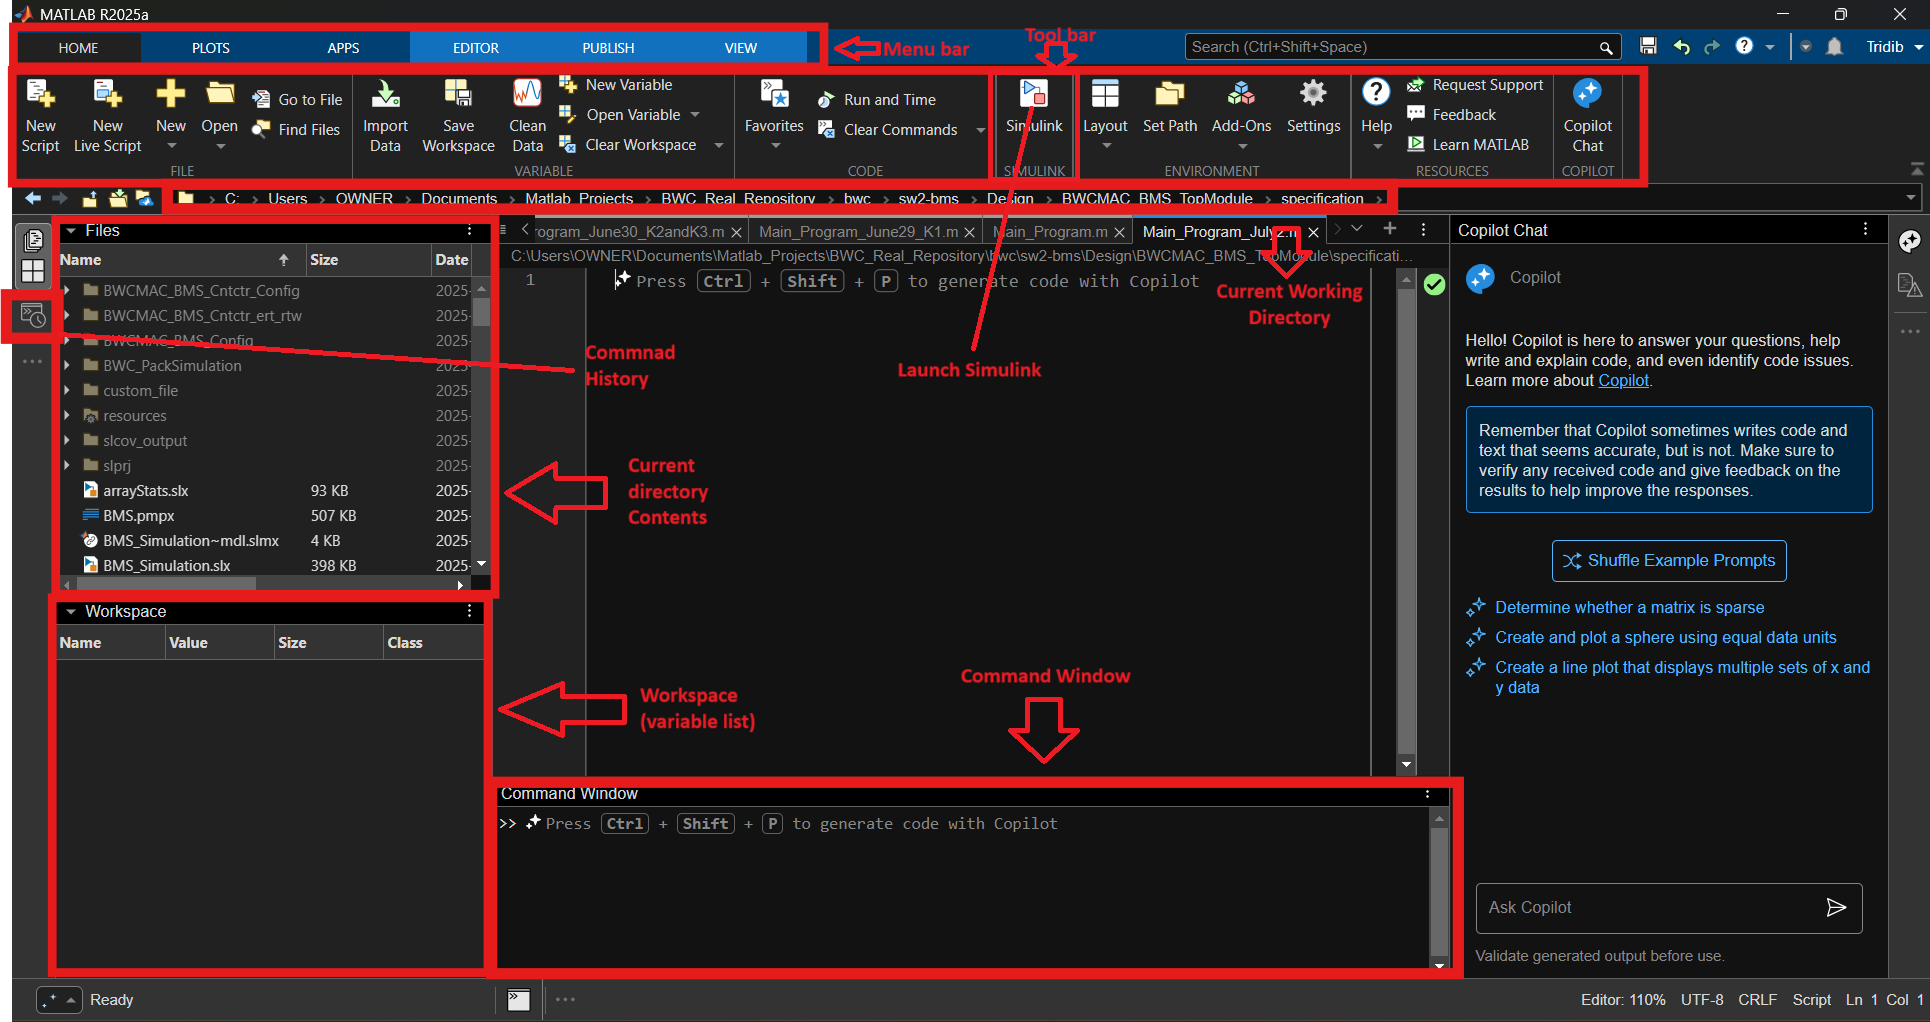 MATLAB R2025a
HOME PLOTS APPS EDITOR PUBLISH VIEW
Menu bar
Tool bar
Search (Ctrl+Shift+Space)
Tridib
New Script
New Live Script
New
Open
Go to File
Find Files
FILE
Import Data
Save Workspace
Clean Data
New Variable
Open Variable
Clear Workspace
VARIABLE
Favorites
Run and Time
Clear Commands
CODE
Simulink
SIMULINK
Layout
Set Path
Add-Ons
Settings
ENVIRONMENT
Help
Request Support
Feedback
Learn MATLAB
RESOURCES
Copilot Chat
COPILOT
C: › Users › OWNER › Documents › Matlab_Projects › BWC_Real_Repository › bwc › sw2-bms › Design › BWCMAC_BMS_TopModule › specification ›
Files
Name Size Date
BWCMAC_BMS_Cntctr_Config 2025-
BWCMAC_BMS_Cntctr_ert_rtw 2025-
BWCMAC_BMS_Config 2025-
BWC_PackSimulation 2025-
custom_file 2025-
resources 2025-
slcov_output 2025-
slprj 2025-
arrayStats.slx 93 KB 2025-
BMS.pmpx 507 KB 2025-
BMS_Simulation~mdl.slmx 4 KB 2025-
BMS_Simulation.slx 398 KB 2025-
Workspace
Name Value Size Class
rogram_June30_K2andK3.m Main_Program_June29_K1.m Main_Program.m Main_Program_July2.m
C:\Users\OWNER\Documents\Matlab_Projects\BWC_Real_Repository\bwc\sw2-bms\Design\BWCMAC_BMS_TopModule\specificati...
1 Press Ctrl + Shift + P to generate code with Copilot
Current Working
Directory
Commnad
History
Launch Simulink
Current
directory
Contents
Workspace
(variable list)
Command Window
Command Window
>> Press Ctrl + Shift + P to generate code with Copilot
Copilot Chat
Copilot
Hello! Copilot is here to answer your questions, help
write and explain code, and even identify code issues.
Learn more about Copilot.
Remember that Copilot sometimes writes code and
text that seems accurate, but is not. Make sure to
verify any received code and give feedback on the
results to help improve the responses.
Shuffle Example Prompts
Determine whether a matrix is sparse
Create and plot a sphere using equal data units
Create a line plot that displays multiple sets of x and
y data
Ask Copilot
Validate generated output before use.
Ready
Editor: 110% UTF-8 CRLF Script Ln 1 Col 1